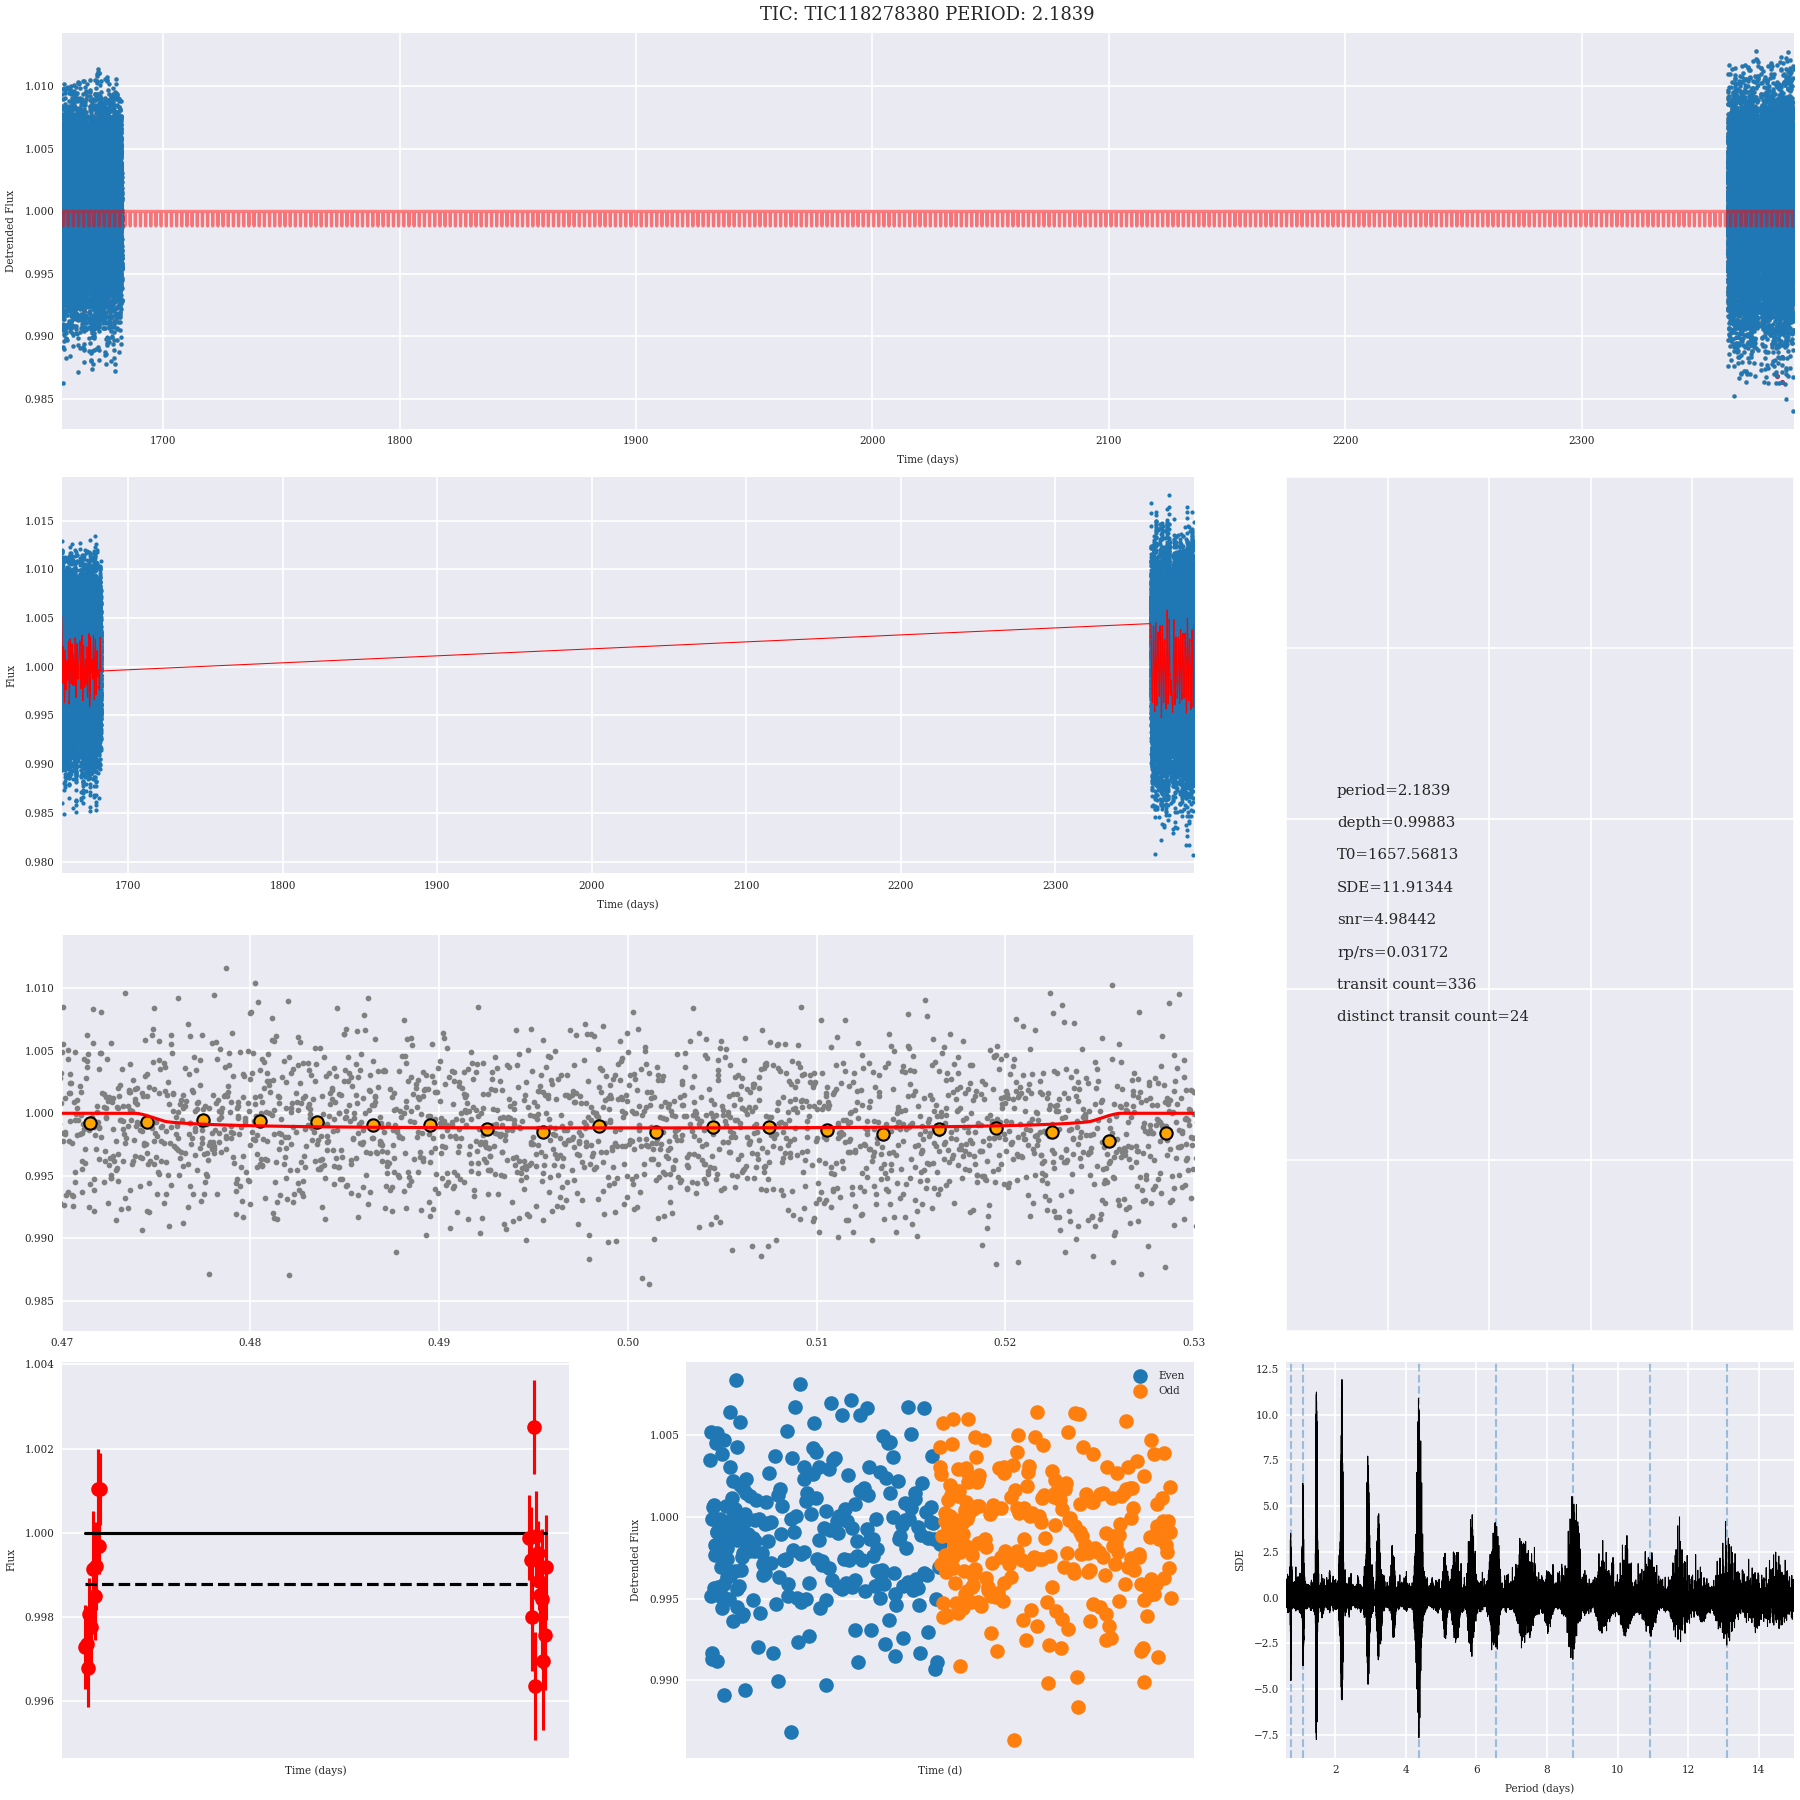 TIC: TIC118278380 PERIOD: 2.1839
1.010
1.005
1.000
0.995
0.990
0.985
Detrended Flux
1700 1800 1900 2000 2100 2200 2300
Time (days)
1.015
1.010
1.005
1.000
0.995
0.990
0.985
0.980
Flux
1700 1800 1900 2000 2100 2200 2300
Time (days)
period=2.1839
depth=0.99883
T0=1657.56813
SDE=11.91344
snr=4.98442
rp/rs=0.03172
transit count=336
distinct transit count=24
1.010
1.005
1.000
0.995
0.990
0.985
0.47 0.48 0.49 0.50 0.51 0.52 0.53
1.004
1.002
1.000
0.998
0.996
Flux
Time (days)
Even
Odd
1.005
1.000
0.995
0.990
Detrended Flux
Time (d)
12.5
10.0
7.5
5.0
2.5
0.0
−2.5
−5.0
−7.5
SDE
2 4 6 8 10 12 14
Period (days)